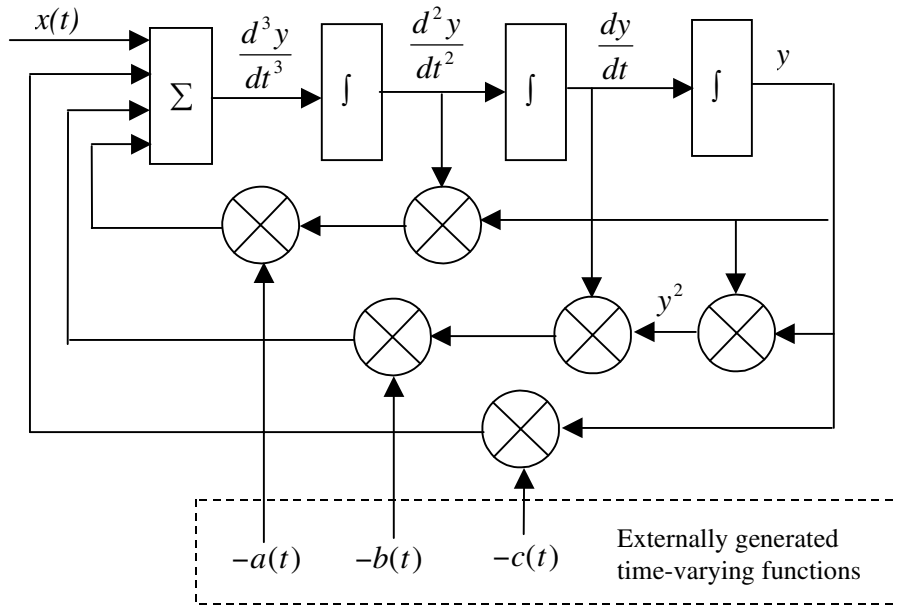 x(t)
d³y/dt³
d²y/dt²
dy/dt
y
Σ
∫
∫
∫
y²
−a(t)
−b(t)
−c(t)
Externally generated
time-varying functions